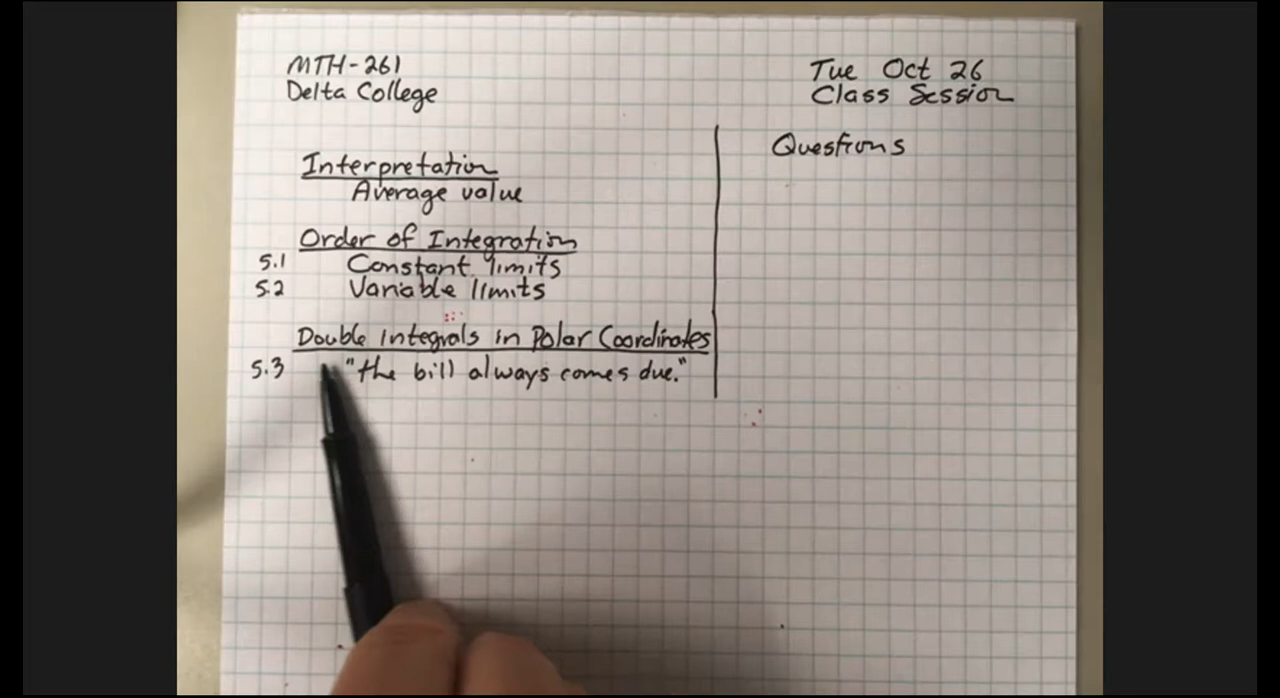 MTH-261
Delta College
Tue Oct 26
Class Session
Interpretation
Average value
Order of Integration
5.1 Constant limits
5.2 Variable limits
Double Integrals in Polar Coordinates
5.3 "the bill always comes due."
Questions